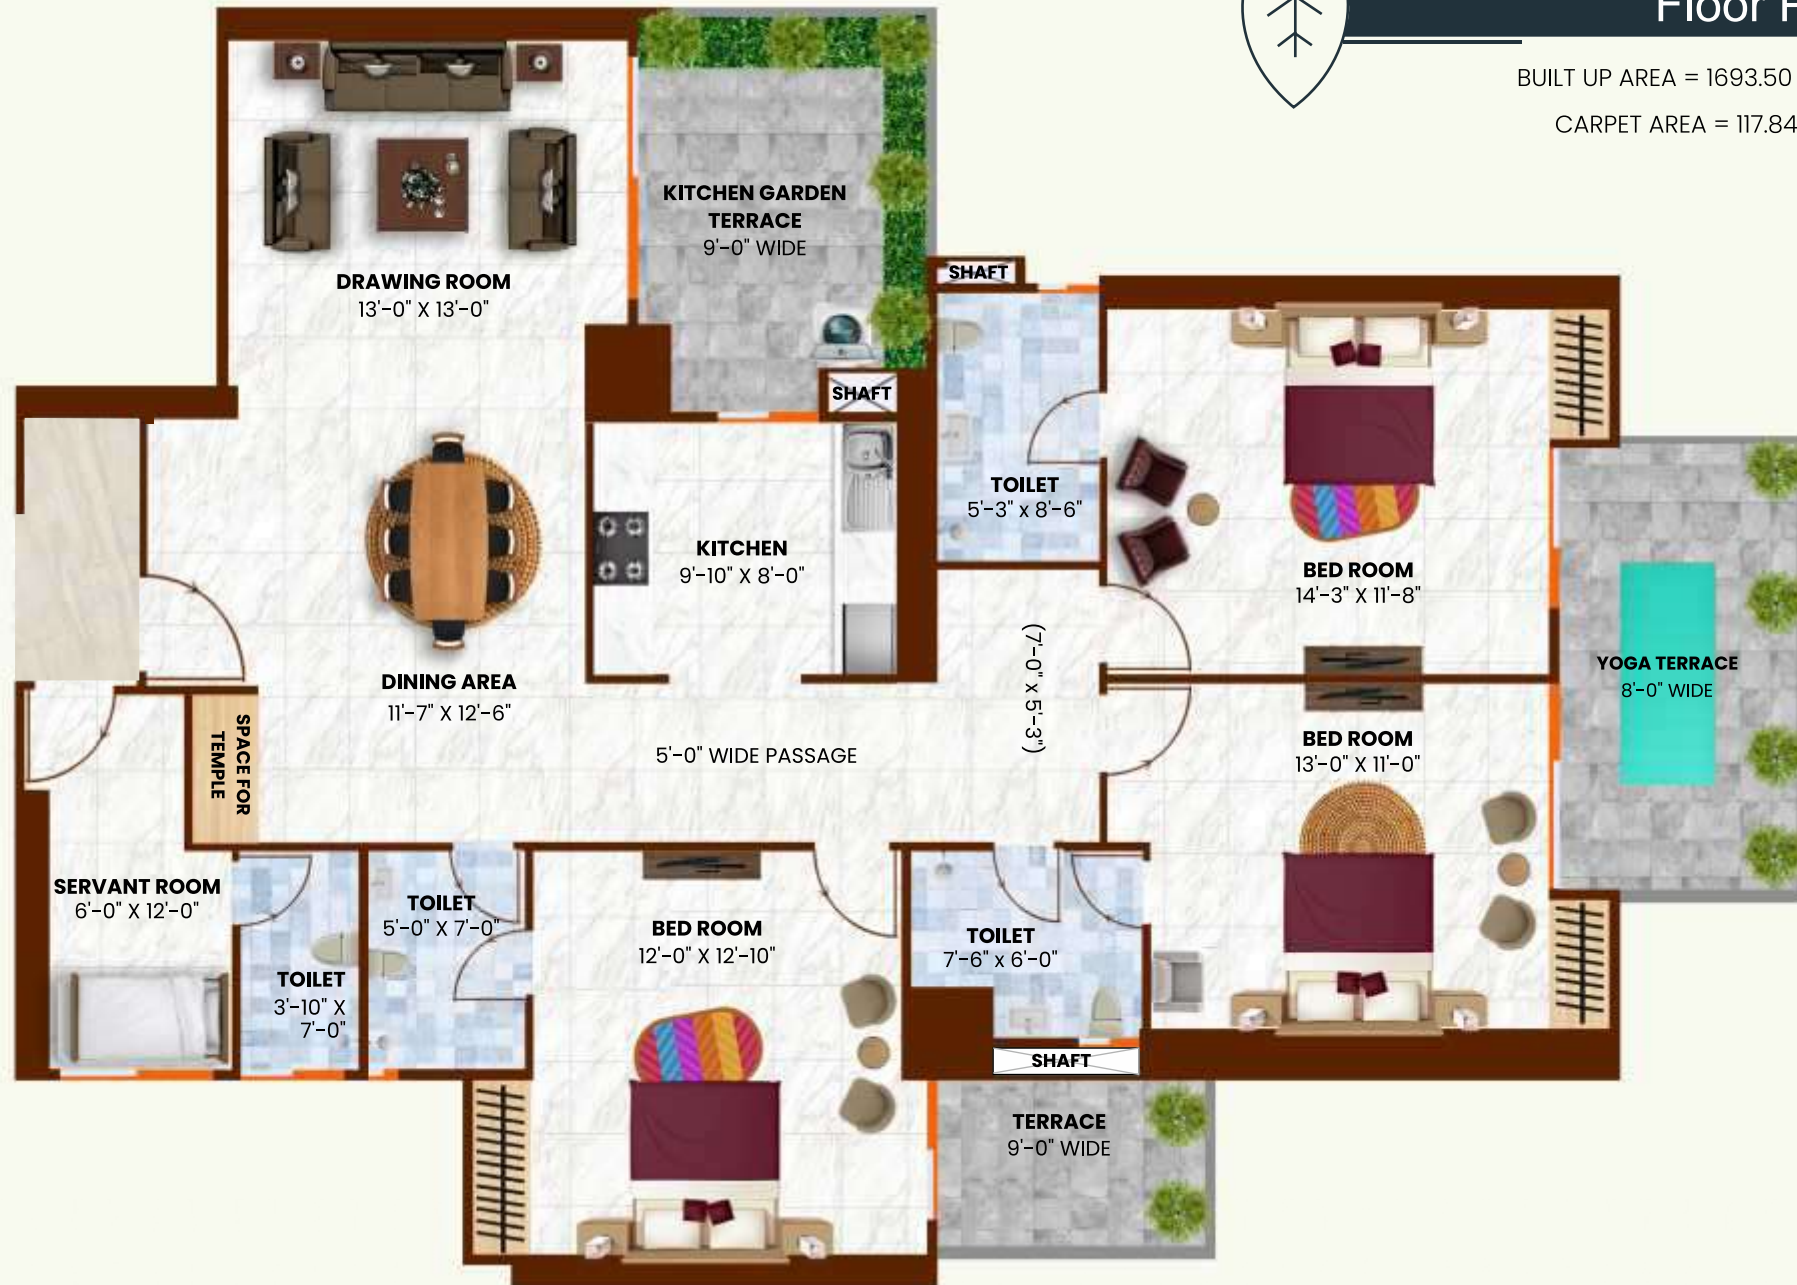 Floor
BUILT UP AREA = 1693.50
CARPET AREA = 117.84
DRAWING ROOM
13'-0" X 13'-0"
KITCHEN GARDEN
TERRACE
9'-0" WIDE
SHAFT
SHAFT
TOILET
5'-3" x 8'-6"
KITCHEN
9'-10" X 8'-0"
BED ROOM
14'-3" X 11'-8"
YOGA TERRACE
8'-0" WIDE
DINING AREA
11'-7" X 12'-6"
(7'-0" x 5'-3")
SPACE FOR
TEMPLE
5'-0" WIDE PASSAGE
BED ROOM
13'-0" X 11'-0"
SERVANT ROOM
6'-0" X 12'-0"
TOILET
3'-10" X
7'-0"
TOILET
5'-0" X 7'-0"
BED ROOM
12'-0" X 12'-10"
TOILET
7'-6" x 6'-0"
SHAFT
TERRACE
9'-0" WIDE